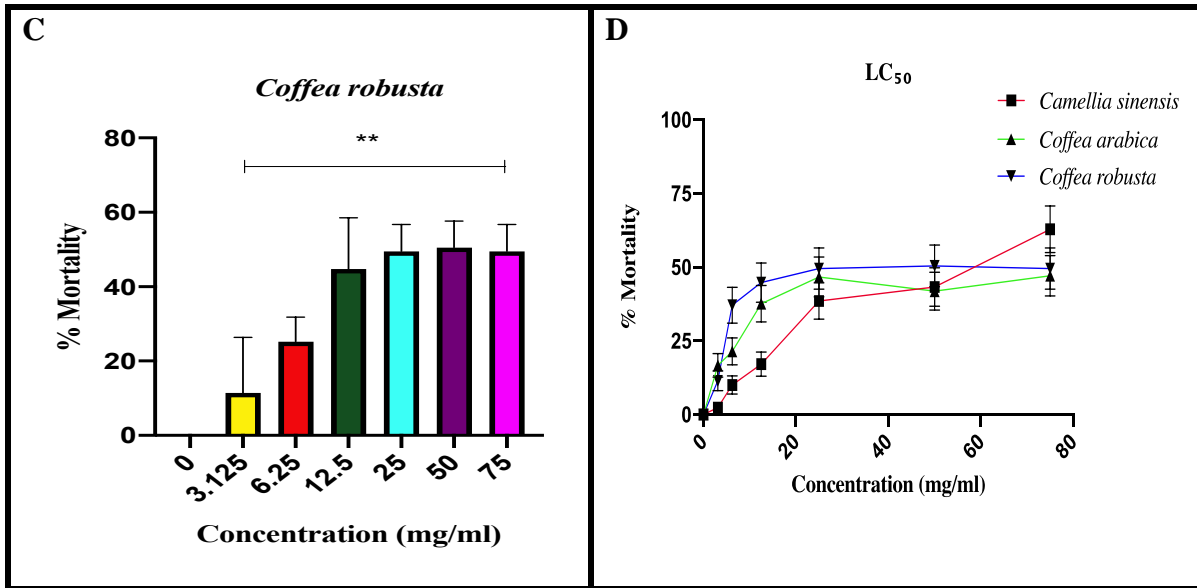 C
Coffea robusta
**
80
60
40
20
0
% Mortality
0
3.125
6.25
12.5
25
50
75
Concentration (mg/ml)
D
LC₅₀
Camellia sinensis
Coffea arabica
Coffea robusta
100
75
50
25
0
% Mortality
0
20
40
60
80
Concentration (mg/ml)